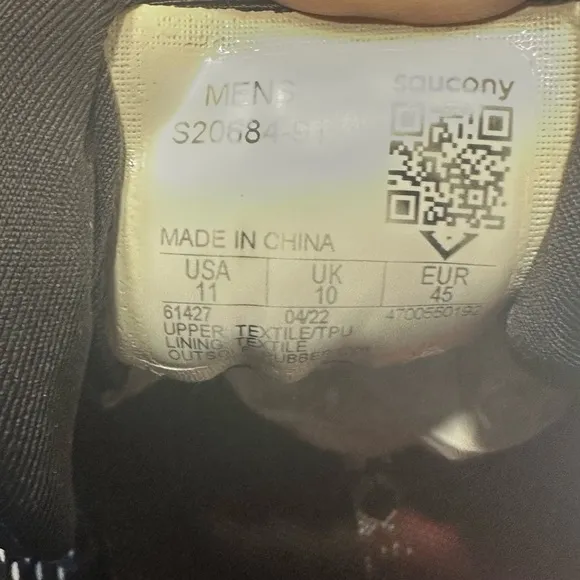 MENS
saucony
MADE IN CHINA
USA UK EUR
11 10 45
61427 04/22 4700550192
UPPER: TEXTILE/TPU
LINING: TEXTILE